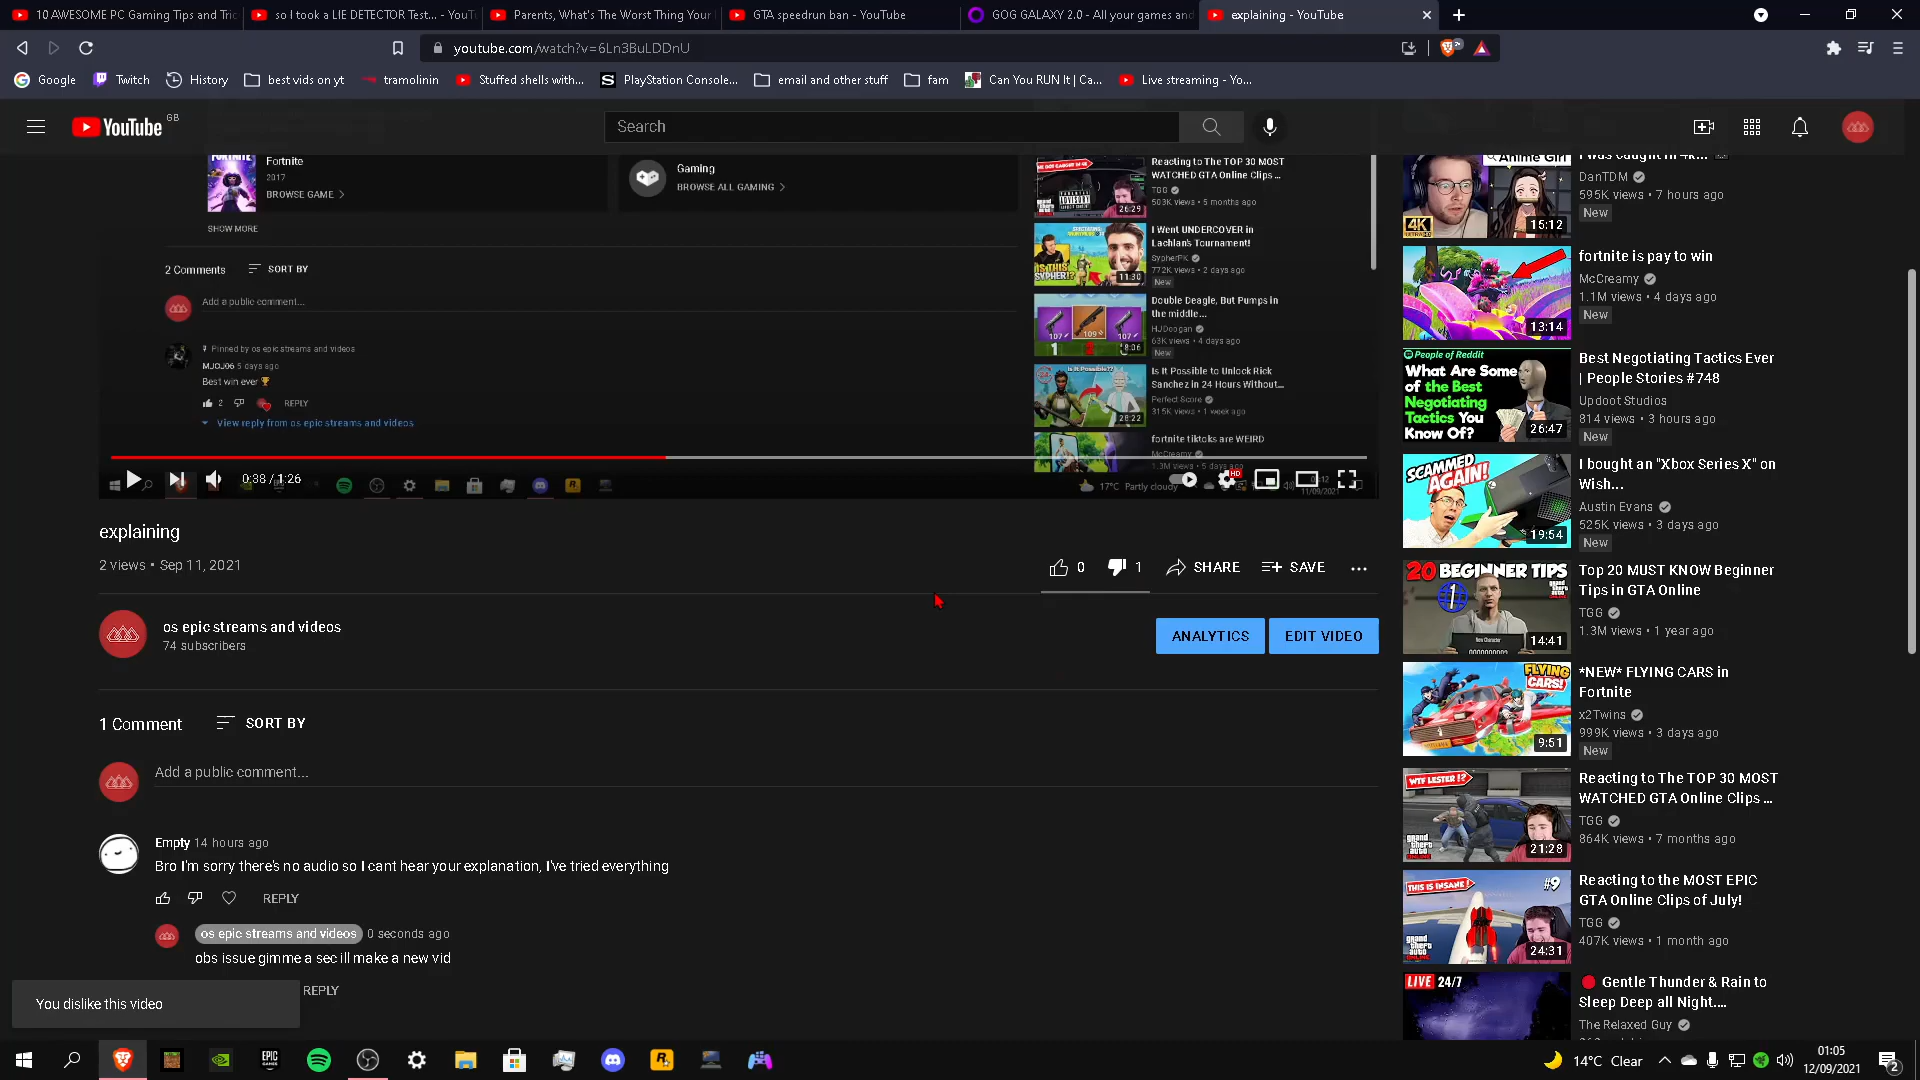 10 AWESOME PC Gaming Tips and Tric
so I took a LIE DETECTOR Test... - YouT
Parents, What's The Worst Thing Your
GTA speedrun ban - YouTube
GOG GALAXY 2.0 - All your games and
explaining - YouTube
youtube.com/watch?v=6Ln3BuLDDnU
Google
Twitch
History
best vids on yt
tramolinin
Stuffed shells with...
PlayStation Console...
email and other stuff
fam
Can You RUN It | Ca...
Live streaming - Yo...
YouTube GB
Search
Fortnite
2017
BROWSE GAME
Gaming
BROWSE ALL GAMING
SHOW MORE
2 Comments
SORT BY
Add a public comment...
Pinned by os epic streams and videos
MJOJ06 5 days ago
Best win ever
2
REPLY
View reply from os epic streams and videos
Reacting to The TOP 30 MOST
WATCHED GTA Online Clips ...
TGG
503K views • 5 months ago
26:29
I Went UNDERCOVER in
Lachlan's Tournament!
SypherPK
772K views • 2 days ago
New
11:30
Double Deagle, But Pumps in
the middle...
HJDoogan
63K views • 4 days ago
New
8:06
Is It Possible to Unlock Rick
Sanchez in 24 Hours Without...
Perfect Score
315K views • 1 week ago
28:22
fortnite tiktoks are WEIRD
McCreamy
1.3M views • 5 days ago
0:38 / 1:26
HD
17°C Partly cloudy
11/09/2021
explaining
2 views • Sep 11, 2021
0
1
SHARE
SAVE
os epic streams and videos
74 subscribers
ANALYTICS
EDIT VIDEO
1 Comment
SORT BY
Add a public comment...
Empty 14 hours ago
Bro I'm sorry there's no audio so I cant hear your explanation, I've tried everything
REPLY
os epic streams and videos 0 seconds ago
obs issue gimme a sec ill make a new vid
REPLY
You dislike this video
I was caught in 4k...
DanTDM
595K views • 7 hours ago
New
4K
15:12
fortnite is pay to win
McCreamy
1.1M views • 4 days ago
New
13:14
People of Reddit
What Are Some
of the Best
Negotiating
Tactics You
Know Of?
26:47
Best Negotiating Tactics Ever
| People Stories #748
Updoot Studios
814 views • 3 hours ago
New
SCAMMED
AGAIN!
19:54
I bought an "Xbox Series X" on
Wish...
Austin Evans
525K views • 3 days ago
New
20 BEGINNER TIPS
14:41
Top 20 MUST KNOW Beginner
Tips in GTA Online
TGG
1.3M views • 1 year ago
FLYING
CARS!
9:51
*NEW* FLYING CARS in
Fortnite
x2Twins
999K views • 3 days ago
New
WTF LESTER !?
21:28
Reacting to The TOP 30 MOST
WATCHED GTA Online Clips ...
TGG
864K views • 7 months ago
THIS IS INSANE!
#9
24:31
Reacting to the MOST EPIC
GTA Online Clips of July!
TGG
407K views • 1 month ago
LIVE 24/7
Gentle Thunder & Rain to
Sleep Deep all Night....
The Relaxed Guy
14°C Clear
01:05
12/09/2021
2